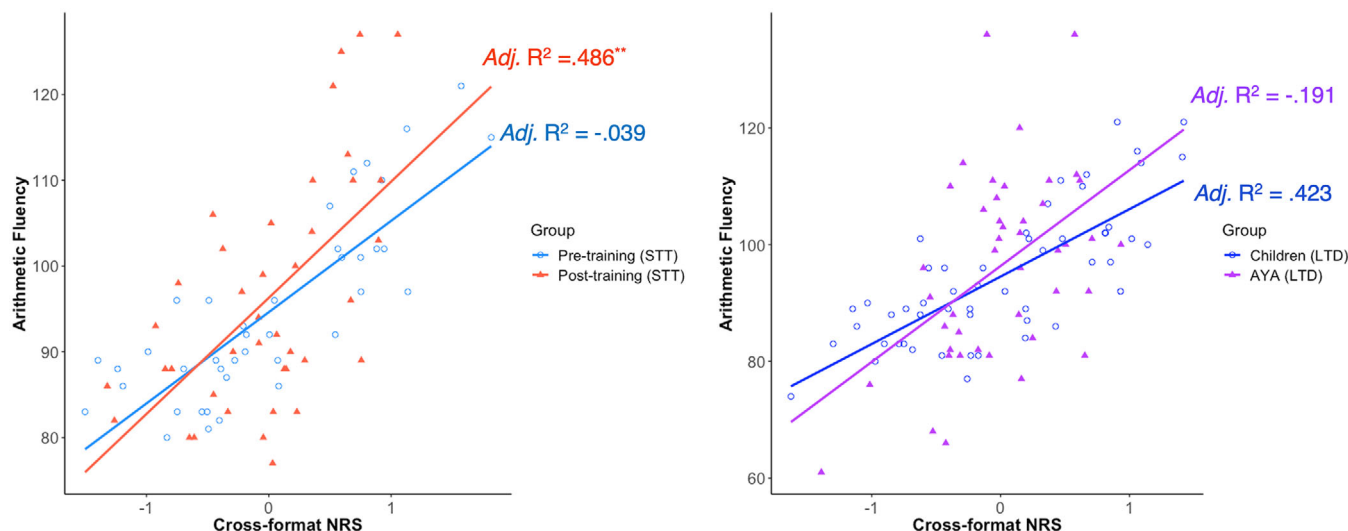 Adj. R² =.486**
Adj. R² = -.039
120
110
100
90
80
Arithmetic Fluency
-1
0
1
Cross-format NRS
Group
Pre-training (STT)
Post-training (STT)
Adj. R² = -.191
Adj. R² = .423
120
100
80
60
Arithmetic Fluency
-1
0
1
Cross-format NRS
Group
Children (LTD)
AYA (LTD)